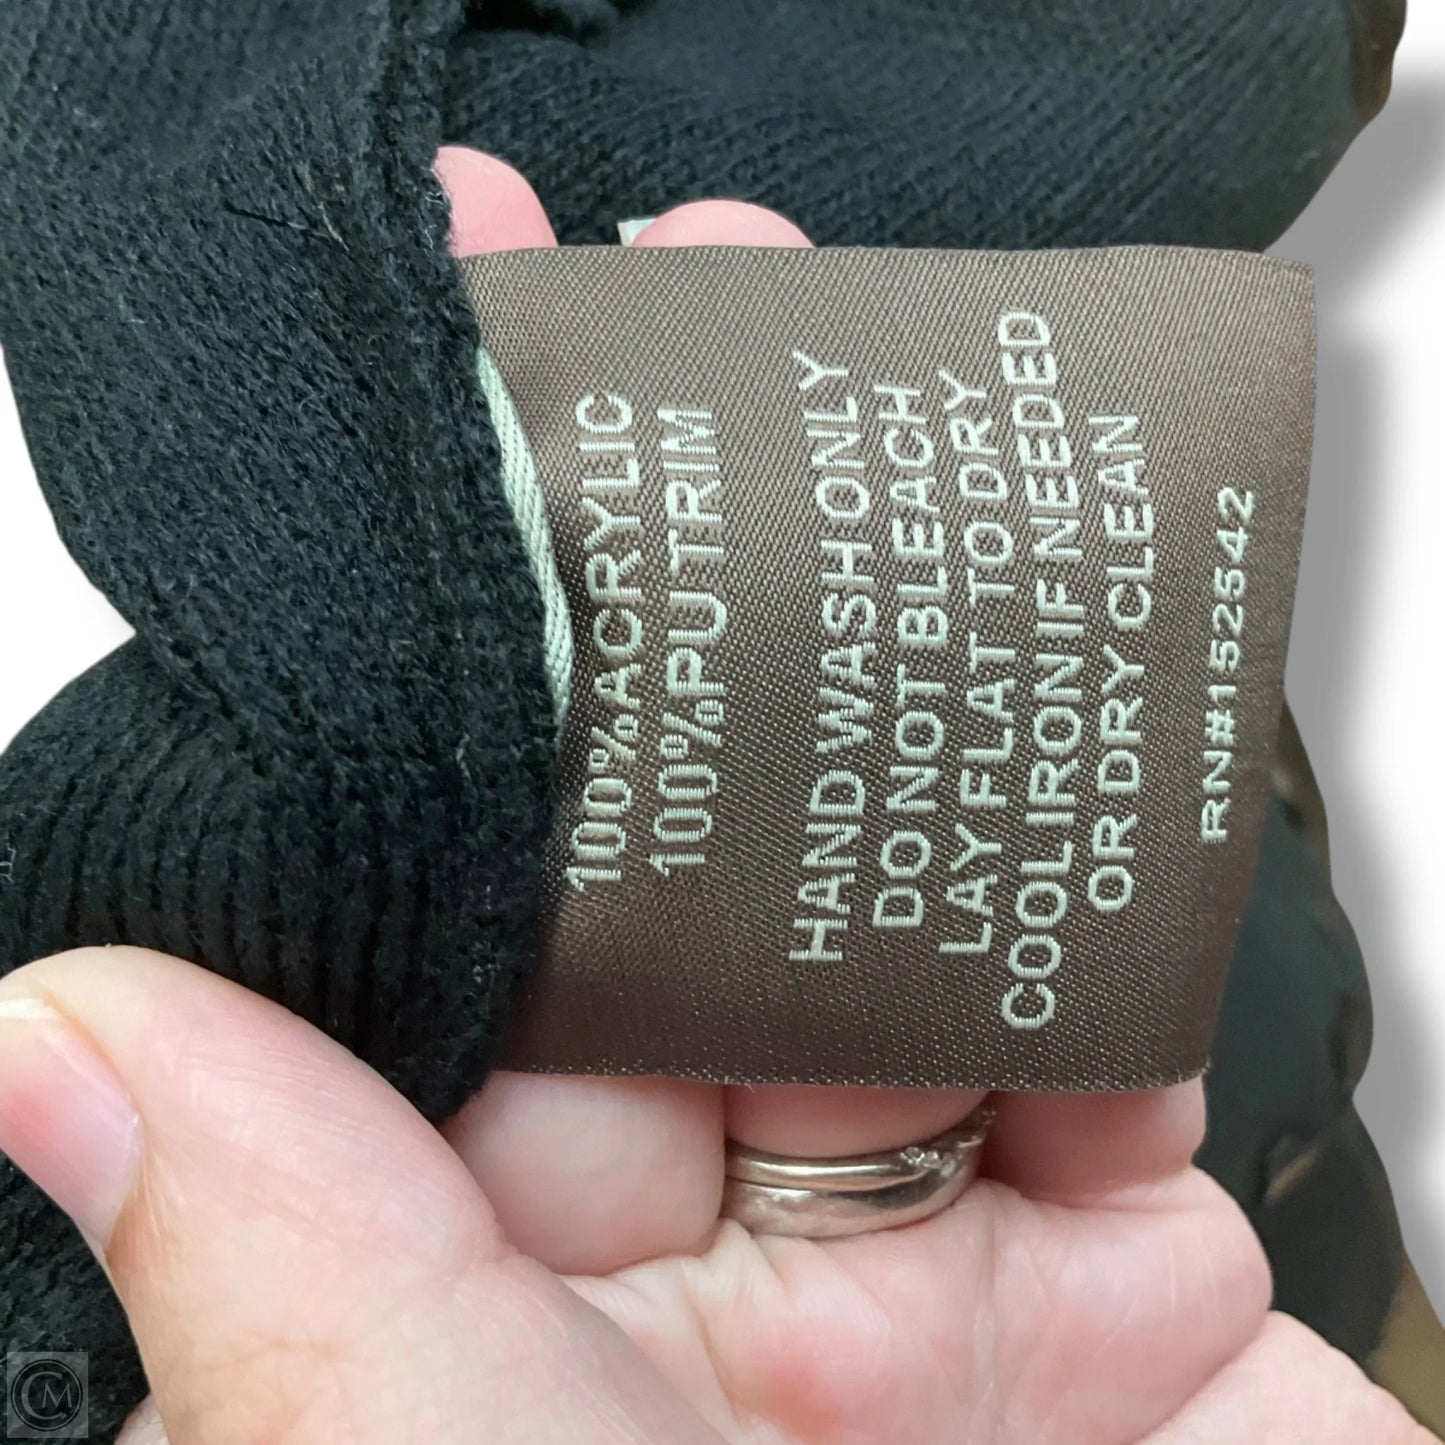 100% ACRYLIC
100% PU TRIM
HAND WASH ONLY
DO NOT BLEACH
LAY FLAT TO DRY
COOL IRON IF NEEDED
OR DRY CLEAN
RN#152542
CM